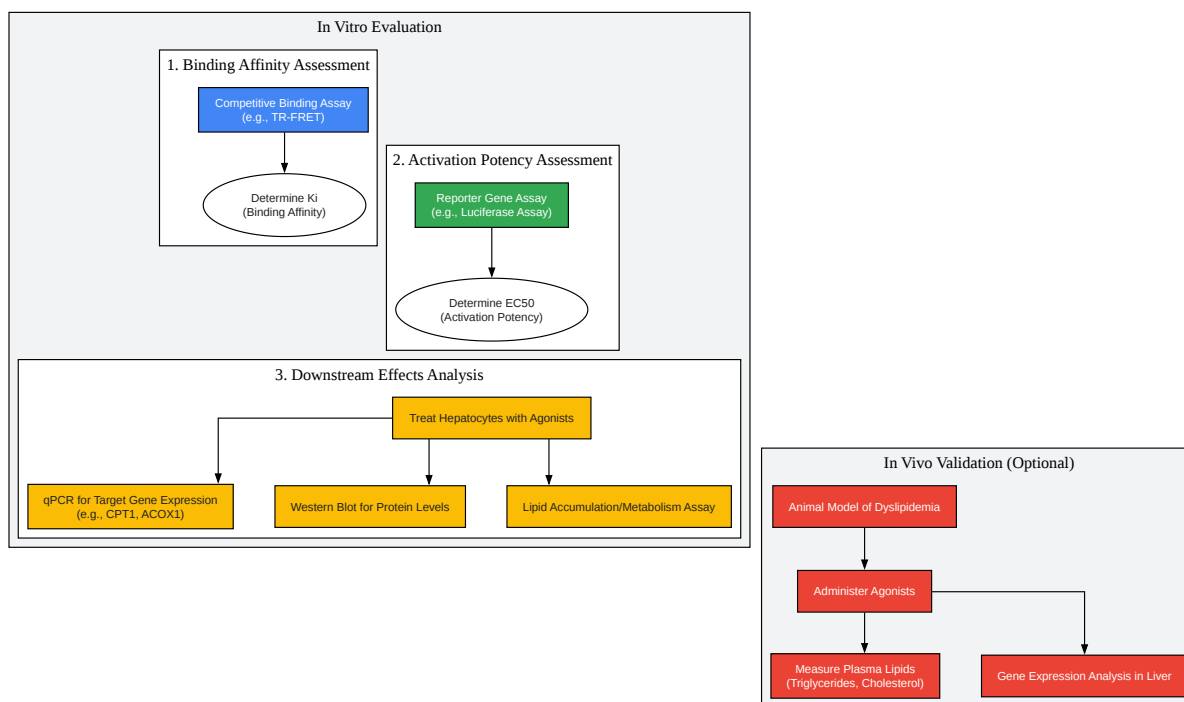 In Vitro Evaluation
1. Binding Affinity Assessment
Competitive Binding Assay
(e.g., TR-FRET)
Determine Ki
(Binding Affinity)
2. Activation Potency Assessment
Reporter Gene Assay
(e.g., Luciferase Assay)
Determine EC50
(Activation Potency)
3. Downstream Effects Analysis
Treat Hepatocytes with Agonists
qPCR for Target Gene Expression
(e.g., CPT1, ACOX1)
Western Blot for Protein Levels
Lipid Accumulation/Metabolism Assay
In Vivo Validation (Optional)
Animal Model of Dyslipidemia
Administer Agonists
Measure Plasma Lipids
(Triglycerides, Cholesterol)
Gene Expression Analysis in Liver